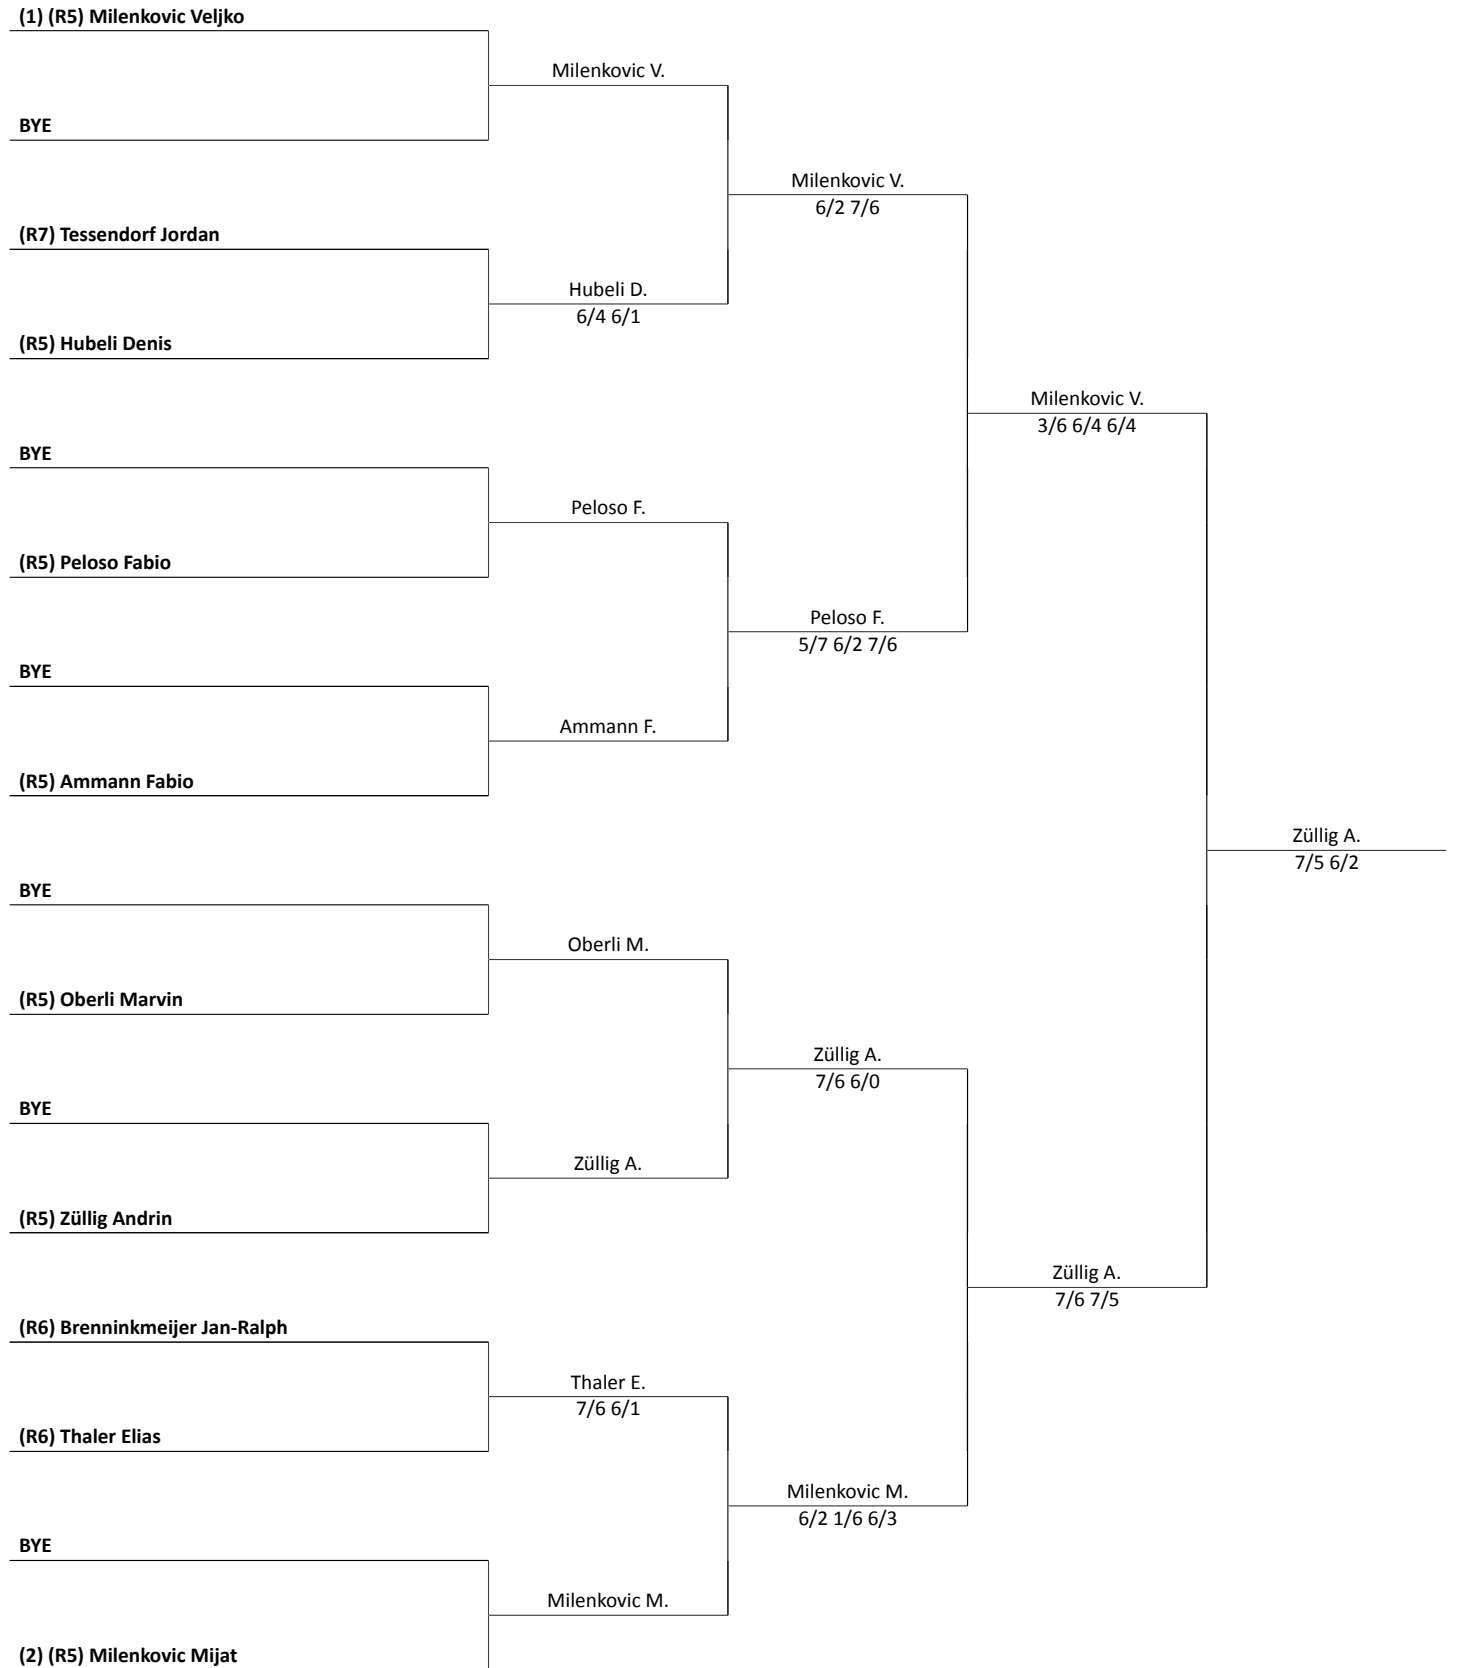 (1) (R5) Milenkovic Veljko
Milenkovic V.
BYE
Milenkovic V.
6/2 7/6
(R7) Tessendorf Jordan
Hubeli D.
6/4 6/1
(R5) Hubeli Denis
Milenkovic V.
3/6 6/4 6/4
BYE
Peloso F.
(R5) Peloso Fabio
Peloso F.
5/7 6/2 7/6
BYE
Ammann F.
(R5) Ammann Fabio
Züllig A.
7/5 6/2
BYE
Oberli M.
(R5) Oberli Marvin
Züllig A.
7/6 6/0
BYE
Züllig A.
(R5) Züllig Andrin
Züllig A.
7/6 7/5
(R6) Brenninkmeijer Jan-Ralph
Thaler E.
7/6 6/1
(R6) Thaler Elias
Milenkovic M.
6/2 1/6 6/3
BYE
Milenkovic M.
(2) (R5) Milenkovic Mijat